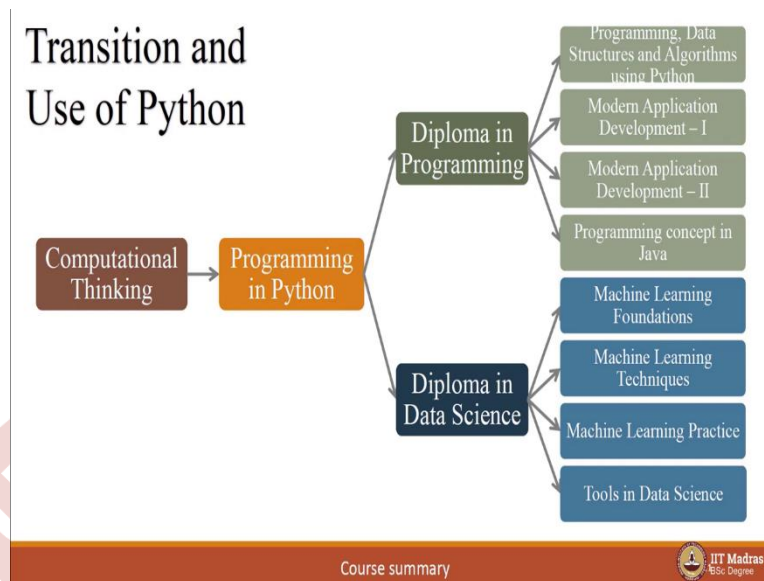 Transition and
Use of Python
Computational
Thinking
Programming
in Python
Diploma in
Programming
Programming, Data
Structures and Algorithms
using Python
Modern Application
Development – I
Modern Application
Development – II
Programming concept in
Java
Diploma in
Data Science
Machine Learning
Foundations
Machine Learning
Techniques
Machine Learning Practice
Tools in Data Science
Course summary
IIT Madras
BSc Degree